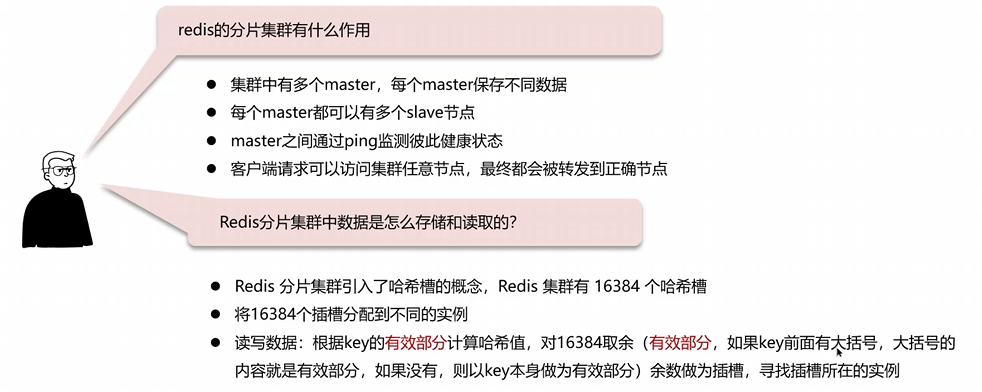 redis的分片集群有什么作用
● 集群中有多个master，每个master保存不同数据
● 每个master都可以有多个slave节点
● master之间通过ping监测彼此健康状态
● 客户端请求可以访问集群任意节点，最终都会被转发到正确节点
Redis分片集群中数据是怎么存储和读取的？
● Redis 分片集群引入了哈希槽的概念，Redis 集群有 16384 个哈希槽
● 将16384个插槽分配到不同的实例
● 读写数据：根据key的有效部分计算哈希值，对16384取余（有效部分，如果key前面有大括号，大括号的
内容就是有效部分，如果没有，则以key本身做为有效部分）余数做为插槽，寻找插槽所在的实例